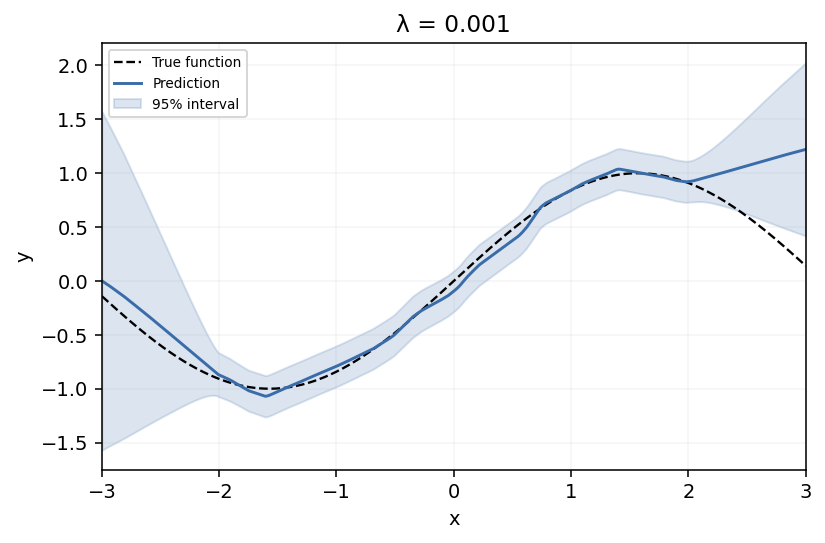 λ = 0.001
True function
Prediction
95% interval
y
2.0
1.5
1.0
0.5
0.0
−0.5
−1.0
−1.5
−3 −2 −1 0 1 2 3
x